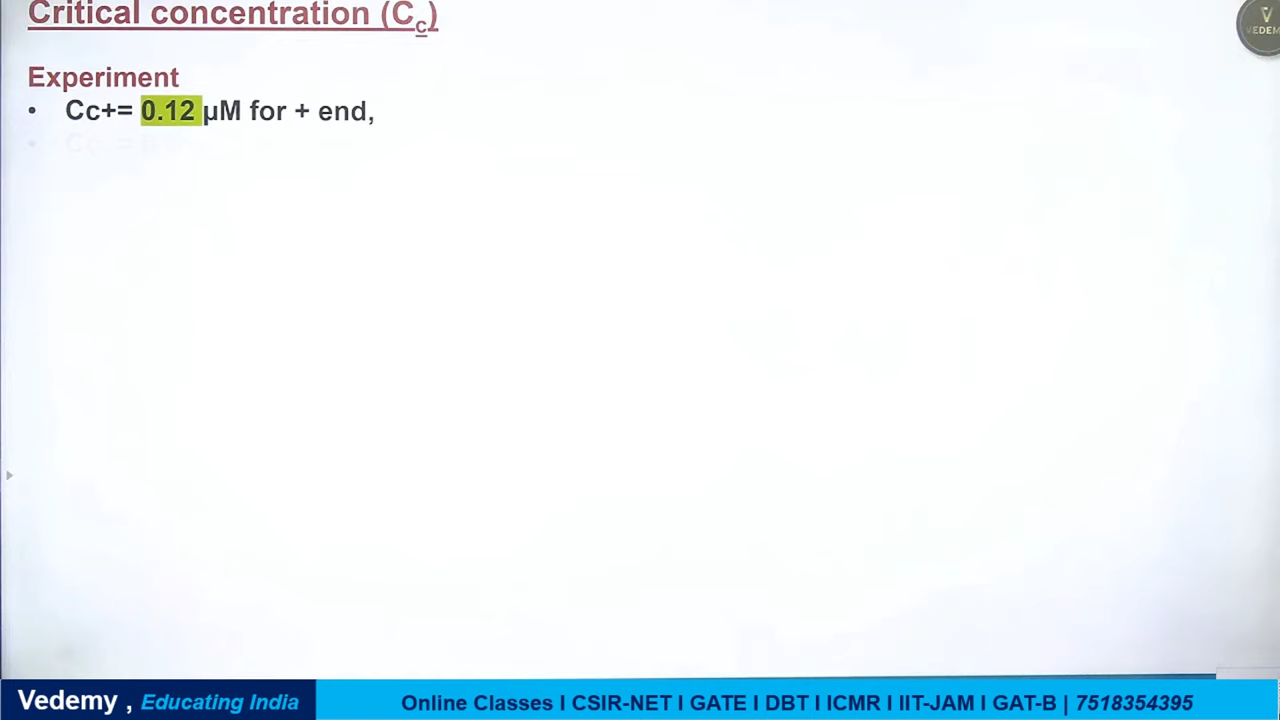 Critical concentration (Cc)
VEDEM
Experiment
• Cc+= 0.12 µM for + end,
Vedemy , Educating India
Online Classes I CSIR-NET I GATE I DBT I ICMR I IIT-JAM I GAT-B | 7518354395